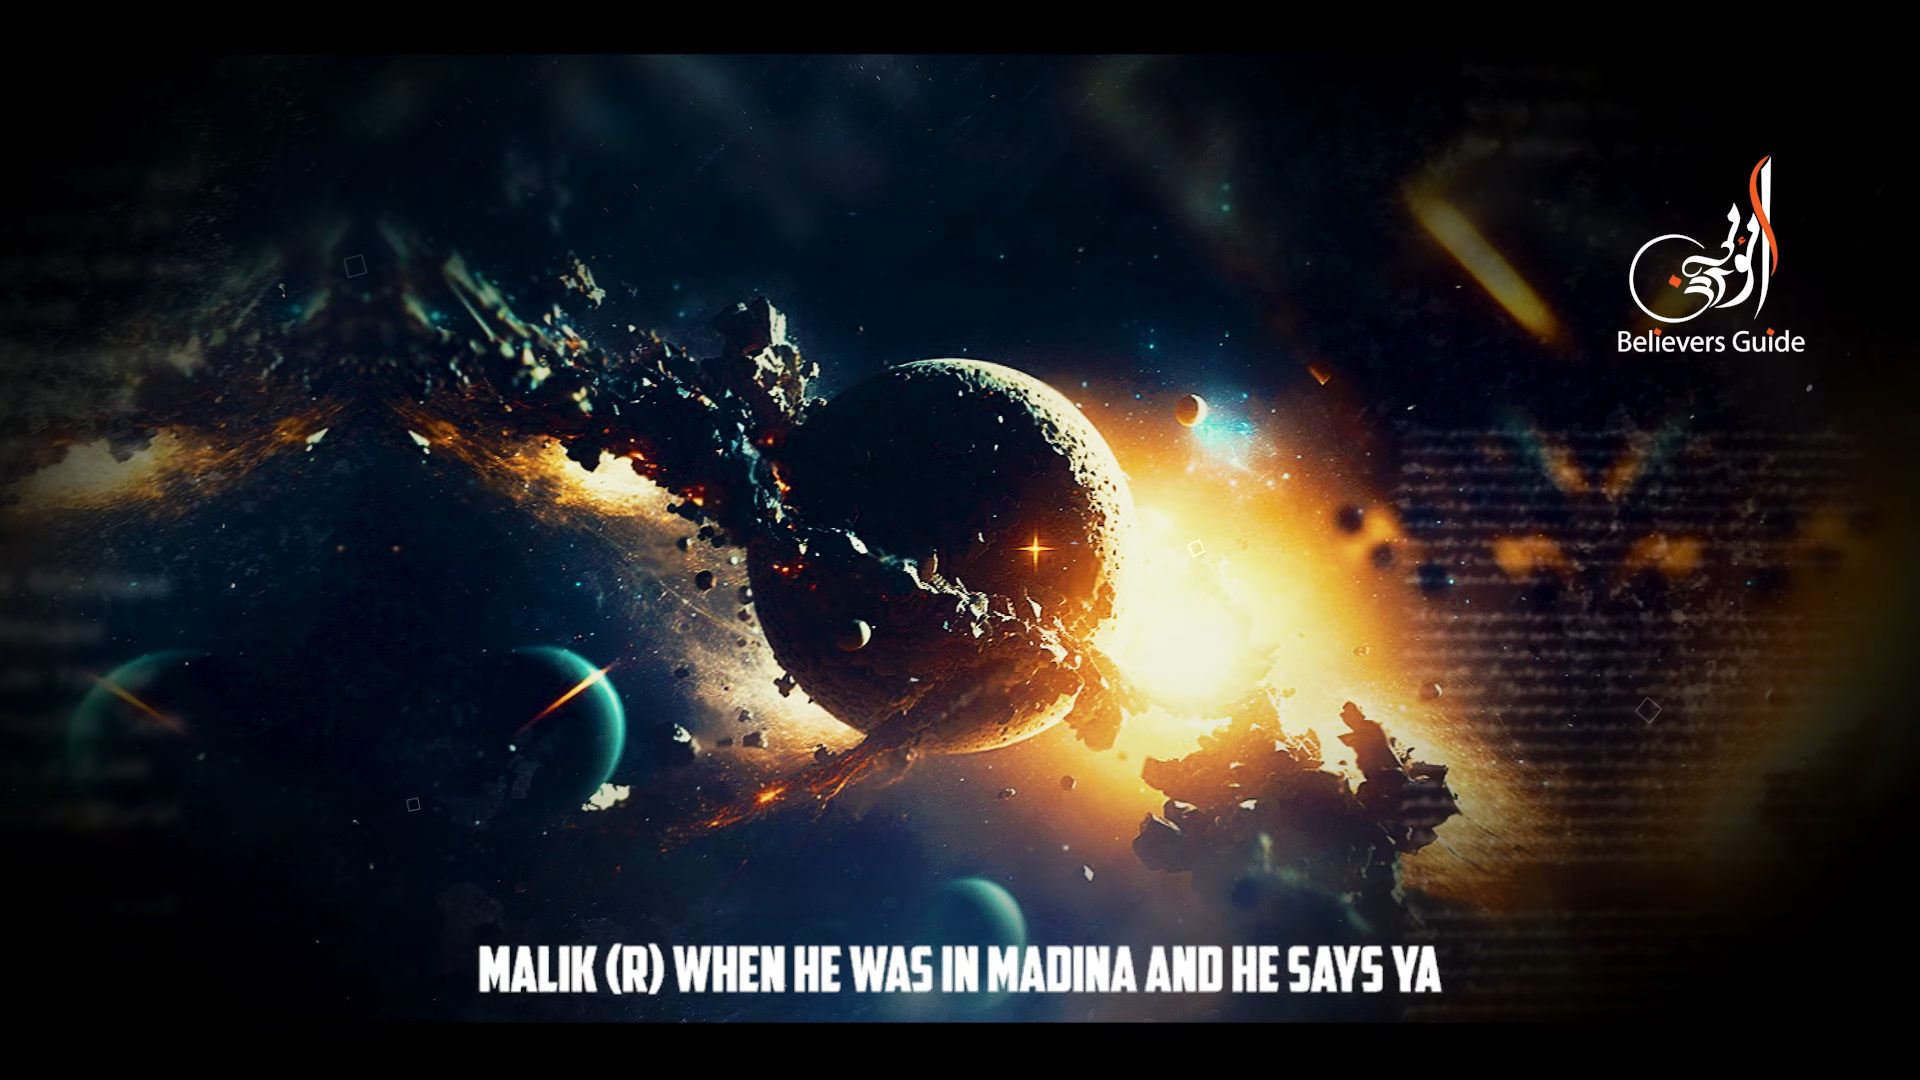 Believers Guide
MALIK (R) WHEN HE WAS IN MADINA AND HE SAYS YA